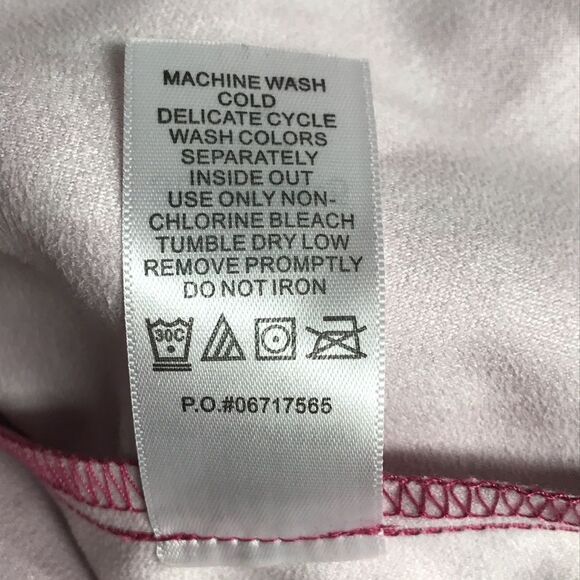 MACHINE WASH
COLD
DELICATE CYCLE
WASH COLORS
SEPARATELY
INSIDE OUT
USE ONLY NON-
CHLORINE BLEACH
TUMBLE DRY LOW
REMOVE PROMPTLY
DO NOT IRON
30C
P.O.#06717565